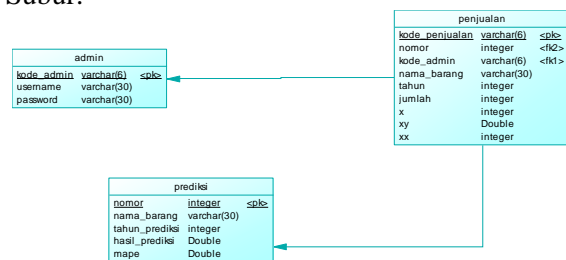 Subur.
penjualan
kode_penjualan varchar(6) <pk>
nomor integer <fk2>
kode_admin varchar(6) <fk1>
nama_barang varchar(30)
tahun integer
jumlah integer
x integer
xy Double
xx integer
admin
kode_admin varchar(6) <pk>
username varchar(30)
password varchar(30)
prediksi
nomor integer <pk>
nama_barang varchar(30)
tahun_prediksi integer
hasil_prediksi Double
mape Double